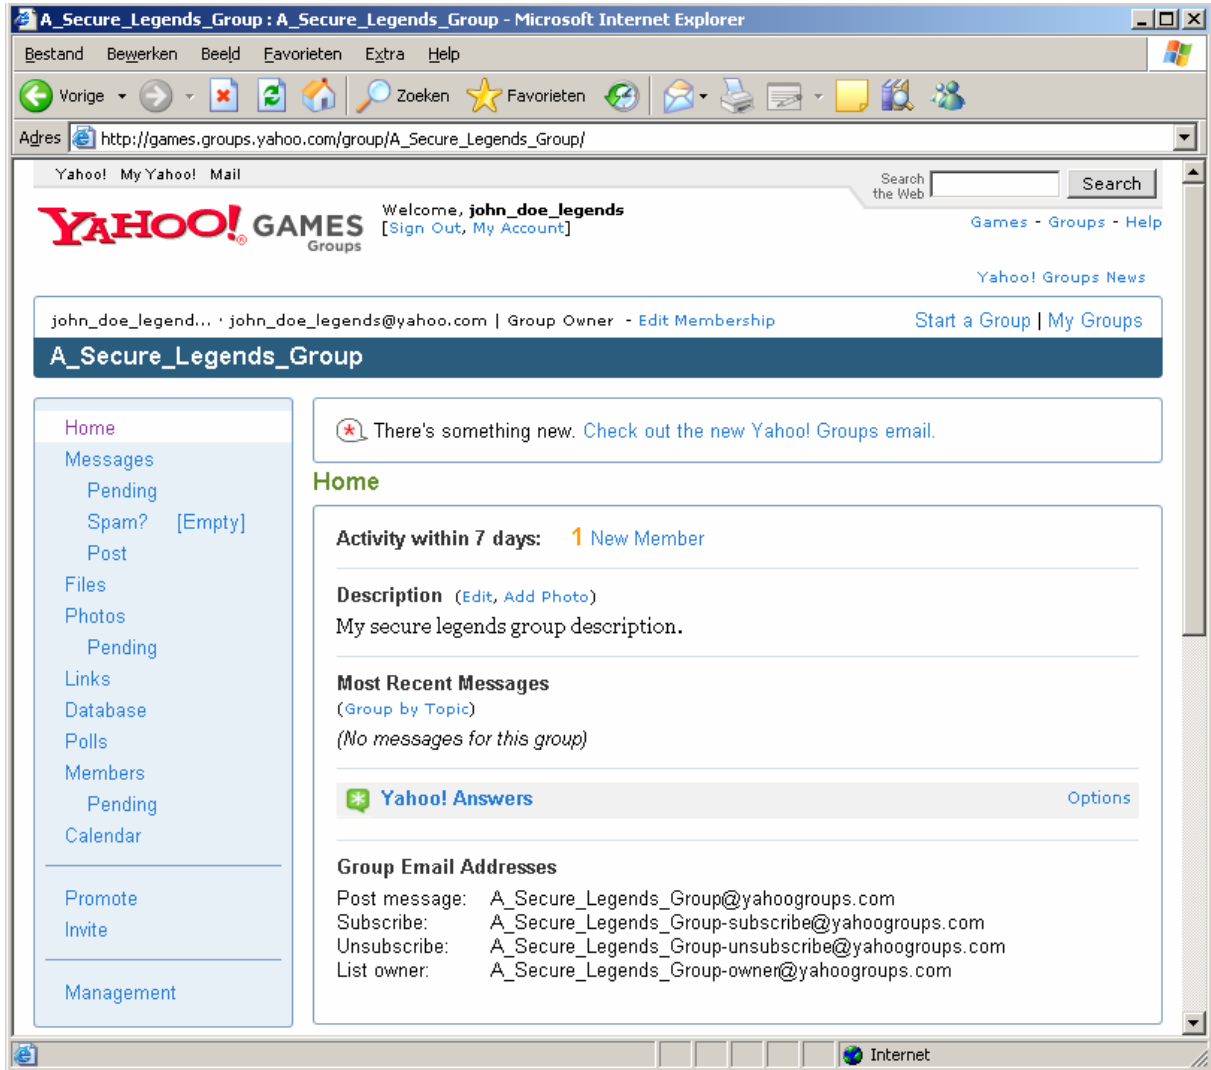 A_Secure_Legends_Group : A_Secure_Legends_Group - Microsoft Internet Explorer
Bestand Bewerken Beeld Favorieten Extra Help
Vorige Zoeken Favorieten
Adres http://games.groups.yahoo.com/group/A_Secure_Legends_Group/
Yahoo! My Yahoo! Mail
Search the Web Search
YAHOO! GAMES Groups
Welcome, john_doe_legends
[Sign Out, My Account]
Games - Groups - Help
Yahoo! Groups News
john_doe_legend... · john_doe_legends@yahoo.com | Group Owner - Edit Membership
Start a Group | My Groups
A_Secure_Legends_Group
Home
Messages
Pending
Spam? [Empty]
Post
Files
Photos
Pending
Links
Database
Polls
Members
Pending
Calendar
Promote
Invite
Management
There's something new. Check out the new Yahoo! Groups email.
Home
Activity within 7 days: 1 New Member
Description (Edit, Add Photo)
My secure legends group description.
Most Recent Messages
(Group by Topic)
(No messages for this group)
Yahoo! Answers Options
Group Email Addresses
Post message: A_Secure_Legends_Group@yahoogroups.com
Subscribe: A_Secure_Legends_Group-subscribe@yahoogroups.com
Unsubscribe: A_Secure_Legends_Group-unsubscribe@yahoogroups.com
List owner: A_Secure_Legends_Group-owner@yahoogroups.com
Internet